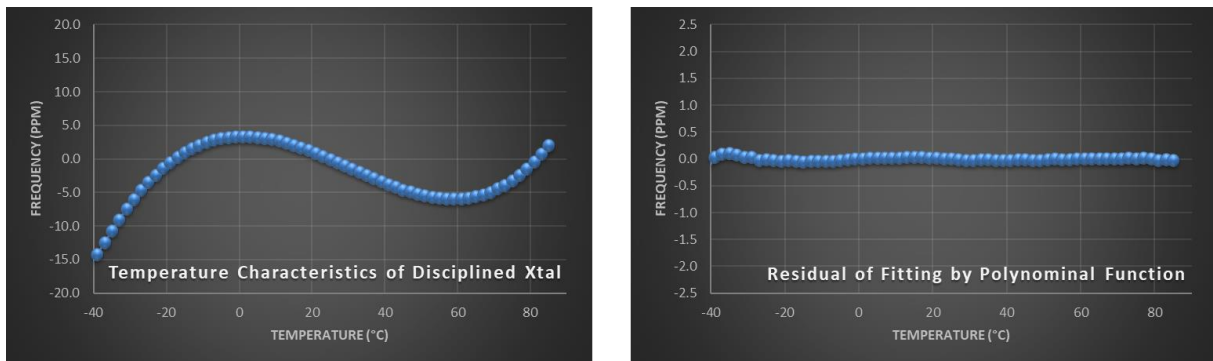 20.0
15.0
10.0
5.0
0.0
-5.0
-10.0
-15.0
-20.0
FREQUENCY (PPM)
Temperature Characteristics of Disciplined Xtal
-40 -20 0 20 40 60 80
TEMPERATURE (°C)
2.5
2.0
1.5
1.0
0.5
0.0
-0.5
-1.0
-1.5
-2.0
-2.5
FREQUENCY (PPM)
Residual of Fitting by Polynominal Function
-40 -20 0 20 40 60 80
TEMPERATURE (°C)